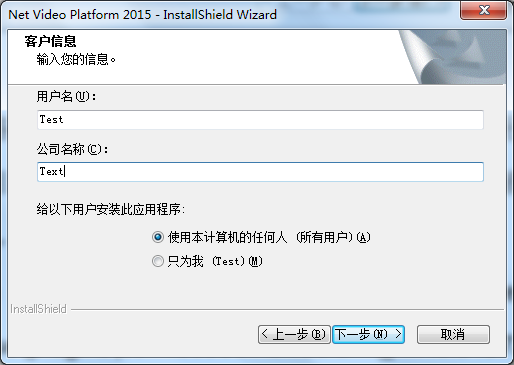 Net Video Platform 2015 - InstallShield Wizard
客户信息
输入您的信息。
用户名(U):
Test
公司名称(C):
Text
给以下用户安装此应用程序:
使用本计算机的任何人 (所有用户)(A)
只为我 (Test)(M)
InstallShield
< 上一步(B) 下一步(N) > 取消